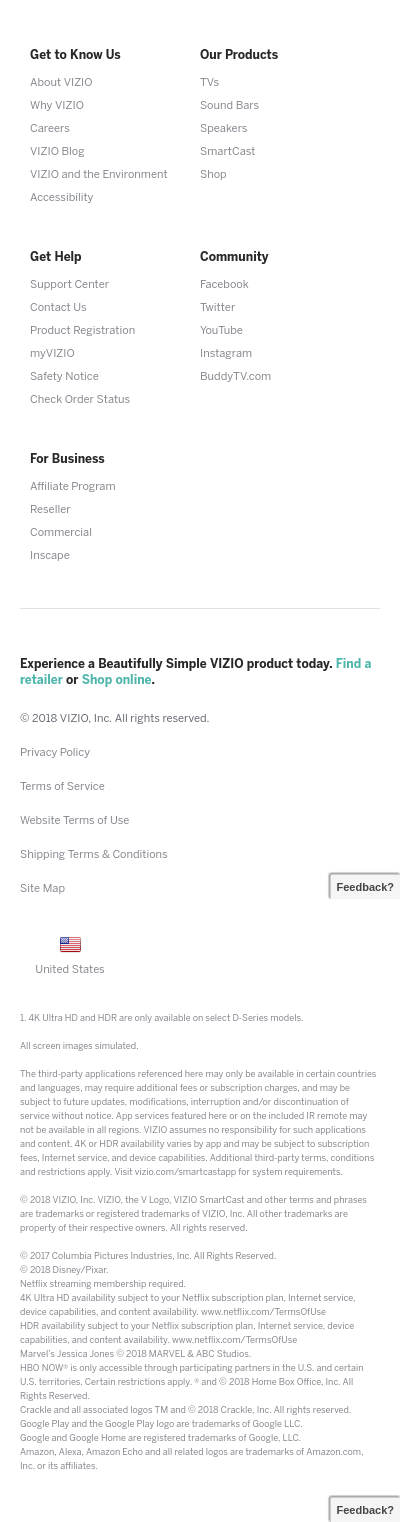 Get to Know Us
About VIZIO
Why VIZIO
Careers
VIZIO Blog
VIZIO and the Environment
Accessibility
Our Products
TVs
Sound Bars
Speakers
SmartCast
Shop
Get Help
Support Center
Contact Us
Product Registration
myVIZIO
Safety Notice
Check Order Status
Community
Facebook
Twitter
YouTube
Instagram
BuddyTV.com
For Business
Affiliate Program
Reseller
Commercial
Inscape
Experience a Beautifully Simple VIZIO product today. Find a
retailer or Shop online.
© 2018 VIZIO, Inc. All rights reserved.
Privacy Policy
Terms of Service
Website Terms of Use
Shipping Terms & Conditions
Site Map
Feedback?
United States
1. 4K Ultra HD and HDR are only available on select D-Series models.
All screen images simulated.
The third-party applications referenced here may only be available in certain countries
and languages, may require additional fees or subscription charges, and may be
subject to future updates, modifications, interruption and/or discontinuation of
service without notice. App services featured here or on the included IR remote may
not be available in all regions. VIZIO assumes no responsibility for such applications
and content. 4K or HDR availability varies by app and may be subject to subscription
fees, Internet service, and device capabilities. Additional third-party terms, conditions
and restrictions apply. Visit vizio.com/smartcastapp for system requirements.
© 2018 VIZIO, Inc. VIZIO, the V Logo, VIZIO SmartCast and other terms and phrases
are trademarks or registered trademarks of VIZIO, Inc. All other trademarks are
property of their respective owners. All rights reserved.
© 2017 Columbia Pictures Industries, Inc. All Rights Reserved.
© 2018 Disney/Pixar.
Netflix streaming membership required.
4K Ultra HD availability subject to your Netflix subscription plan, Internet service,
device capabilities, and content availability. www.netflix.com/TermsOfUse
HDR availability subject to your Netflix subscription plan, Internet service, device
capabilities, and content availability. www.netflix.com/TermsOfUse
Marvel's Jessica Jones © 2018 MARVEL & ABC Studios.
HBO NOW® is only accessible through participating partners in the U.S. and certain
U.S. territories. Certain restrictions apply. ® and © 2018 Home Box Office, Inc. All
Rights Reserved.
Crackle and all associated logos TM and © 2018 Crackle, Inc. All rights reserved.
Google Play and the Google Play logo are trademarks of Google LLC.
Google and Google Home are registered trademarks of Google, LLC.
Amazon, Alexa, Amazon Echo and all related logos are trademarks of Amazon.com,
Inc. or its affiliates.
Feedback?